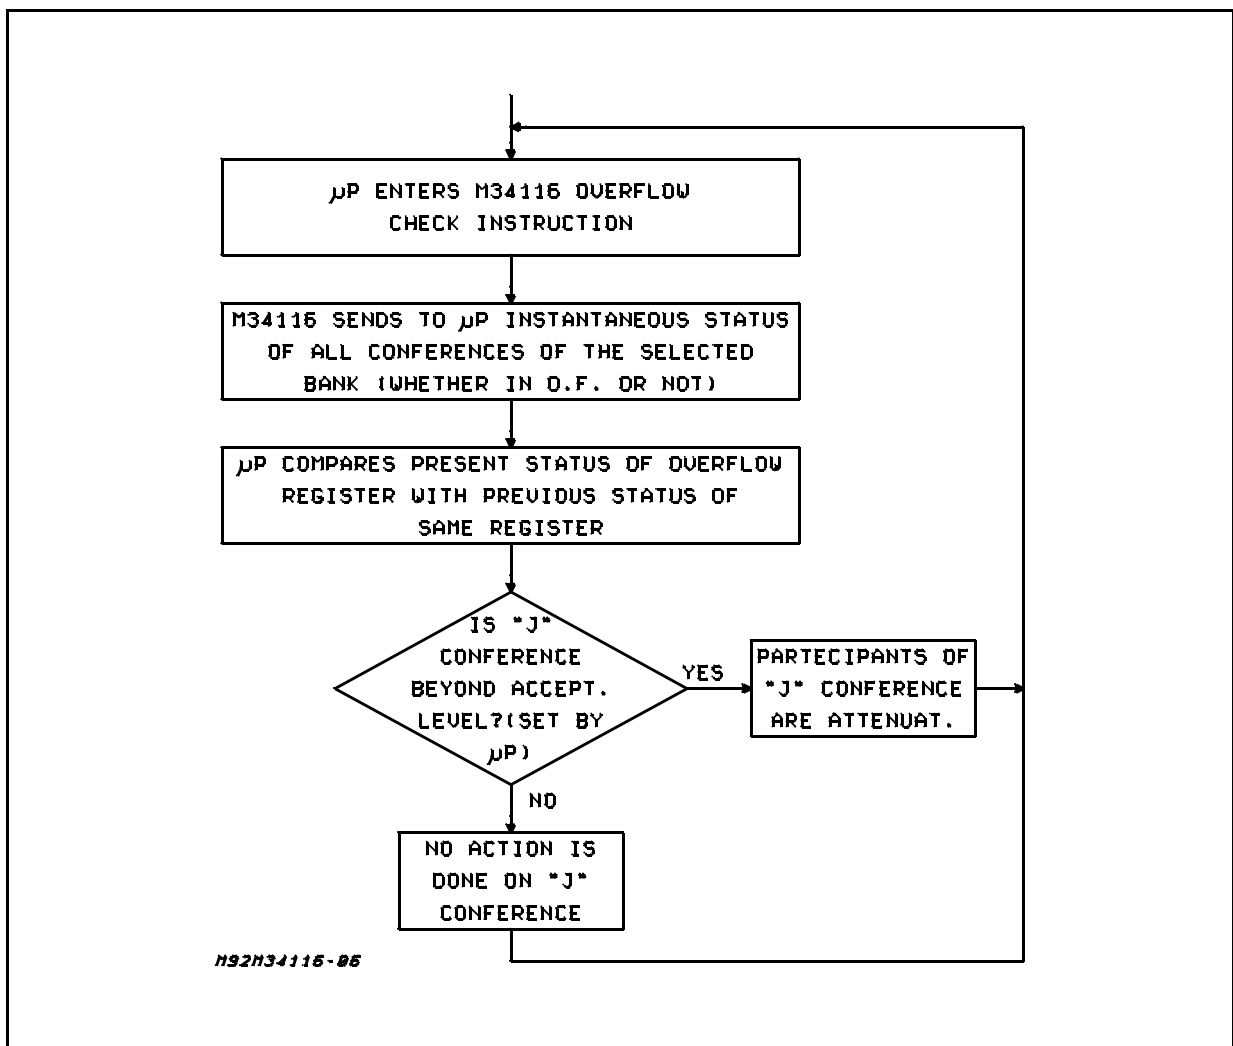 µP ENTERS M34116 OVERFLOW
CHECK INSTRUCTION
M34116 SENDS TO µP INSTANTANEOUS STATUS
OF ALL CONFERENCES OF THE SELECTED
BANK (WHETHER IN O.F. OR NOT)
µP COMPARES PRESENT STATUS OF OVERFLOW
REGISTER WITH PREVIOUS STATUS OF
SAME REGISTER
IS "J"
CONFERENCE
BEYOND ACCEPT.
LEVEL?(SET BY
µP)
YES
PARTECIPANTS OF
"J" CONFERENCE
ARE ATTENUAT.
NO
NO ACTION IS
DONE ON "J"
CONFERENCE
M92M34116-06